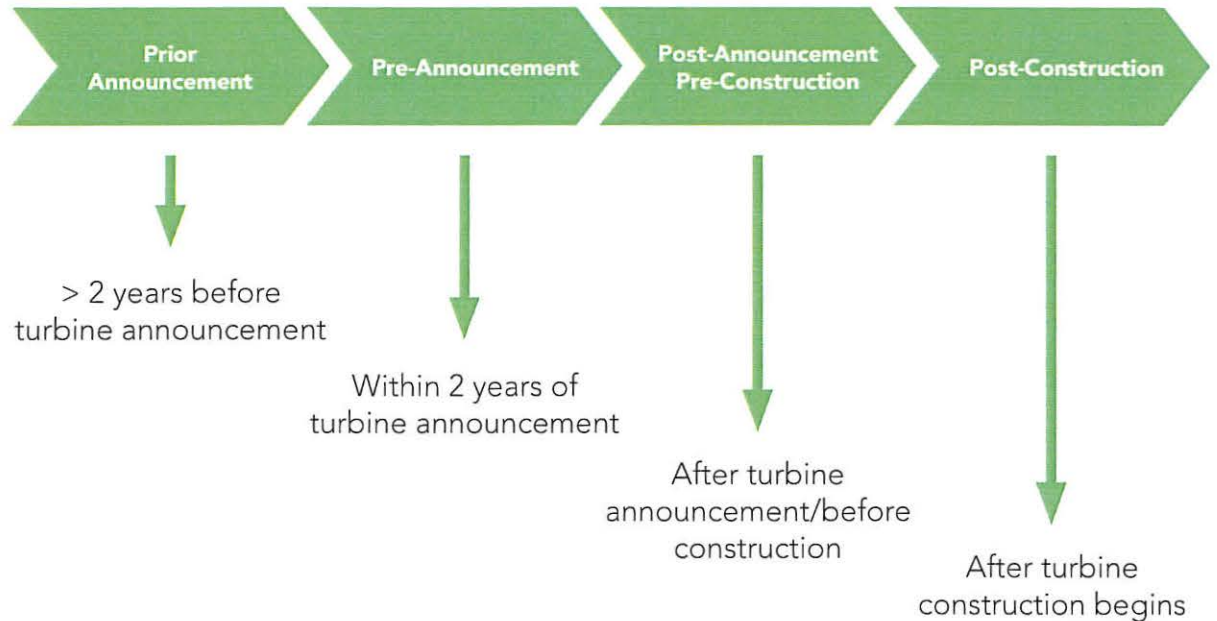 Prior
Announcement
Pre-Announcement
Post-Announcement
Pre-Construction
Post-Construction
> 2 years before
turbine announcement
Within 2 years of
turbine announcement
After turbine
announcement/before
construction
After turbine
construction begins